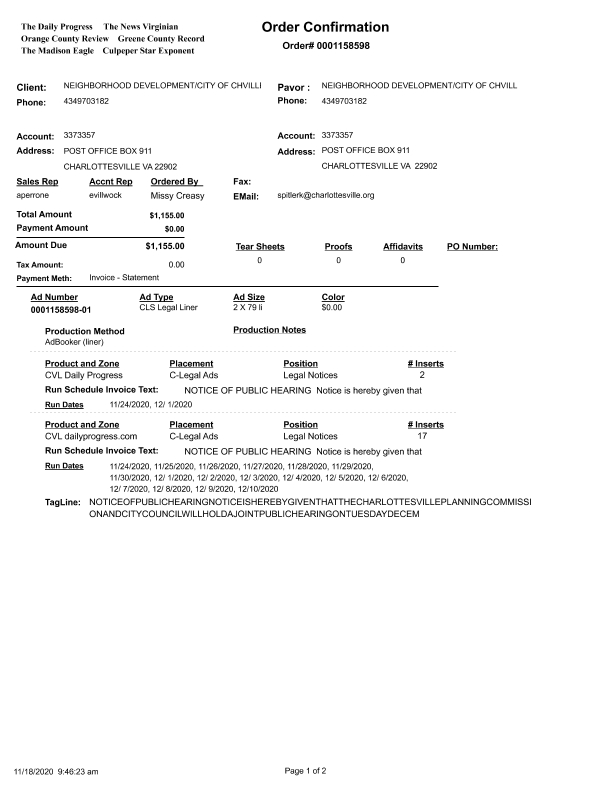 The Daily Progress The News Virginian
Orange County Review Greene County Record
The Madison Eagle Culpeper Star Exponent
Order Confirmation
Order# 0001158598
Client: NEIGHBORHOOD DEVELOPMENT/CITY OF CHVILLI
Phone: 4349703182
Payor : NEIGHBORHOOD DEVELOPMENT/CITY OF CHVILL
Phone: 4349703182
Account: 3373357
Address: POST OFFICE BOX 911
CHARLOTTESVILLE VA 22902
Account: 3373357
Address: POST OFFICE BOX 911
CHARLOTTESVILLE VA 22902
Sales Rep Accnt Rep Ordered By Fax:
aperrone evillwock Missy Creasy EMail: spitlerk@charlottesville.org
Total Amount $1,155.00
Payment Amount $0.00
Amount Due $1,155.00 Tear Sheets Proofs Affidavits PO Number:
Tax Amount: 0.00 0 0 0
Payment Meth: Invoice - Statement
Ad Number Ad Type Ad Size Color
0001158598-01 CLS Legal Liner 2 X 79 li $0.00
Production Method Production Notes
AdBooker (liner)
Product and Zone Placement Position # Inserts
CVL Daily Progress C-Legal Ads Legal Notices 2
Run Schedule Invoice Text: NOTICE OF PUBLIC HEARING Notice is hereby given that
Run Dates 11/24/2020, 12/ 1/2020
Product and Zone Placement Position # Inserts
CVL dailyprogress.com C-Legal Ads Legal Notices 17
Run Schedule Invoice Text: NOTICE OF PUBLIC HEARING Notice is hereby given that
Run Dates 11/24/2020, 11/25/2020, 11/26/2020, 11/27/2020, 11/28/2020, 11/29/2020,
11/30/2020, 12/ 1/2020, 12/ 2/2020, 12/ 3/2020, 12/ 4/2020, 12/ 5/2020, 12/ 6/2020,
12/ 7/2020, 12/ 8/2020, 12/ 9/2020, 12/10/2020
TagLine: NOTICEOFPUBLICHEARINGNOTICEISHEREBYGIVENTHATTHECHARLOTTESVILLEPLANNINGCOMMISSI
ONANDCITYCOUNCILWILLHOLDAJOINTPUBLICHEARINGONTUESDAYDECEM
11/18/2020 9:46:23 am
Page 1 of 2